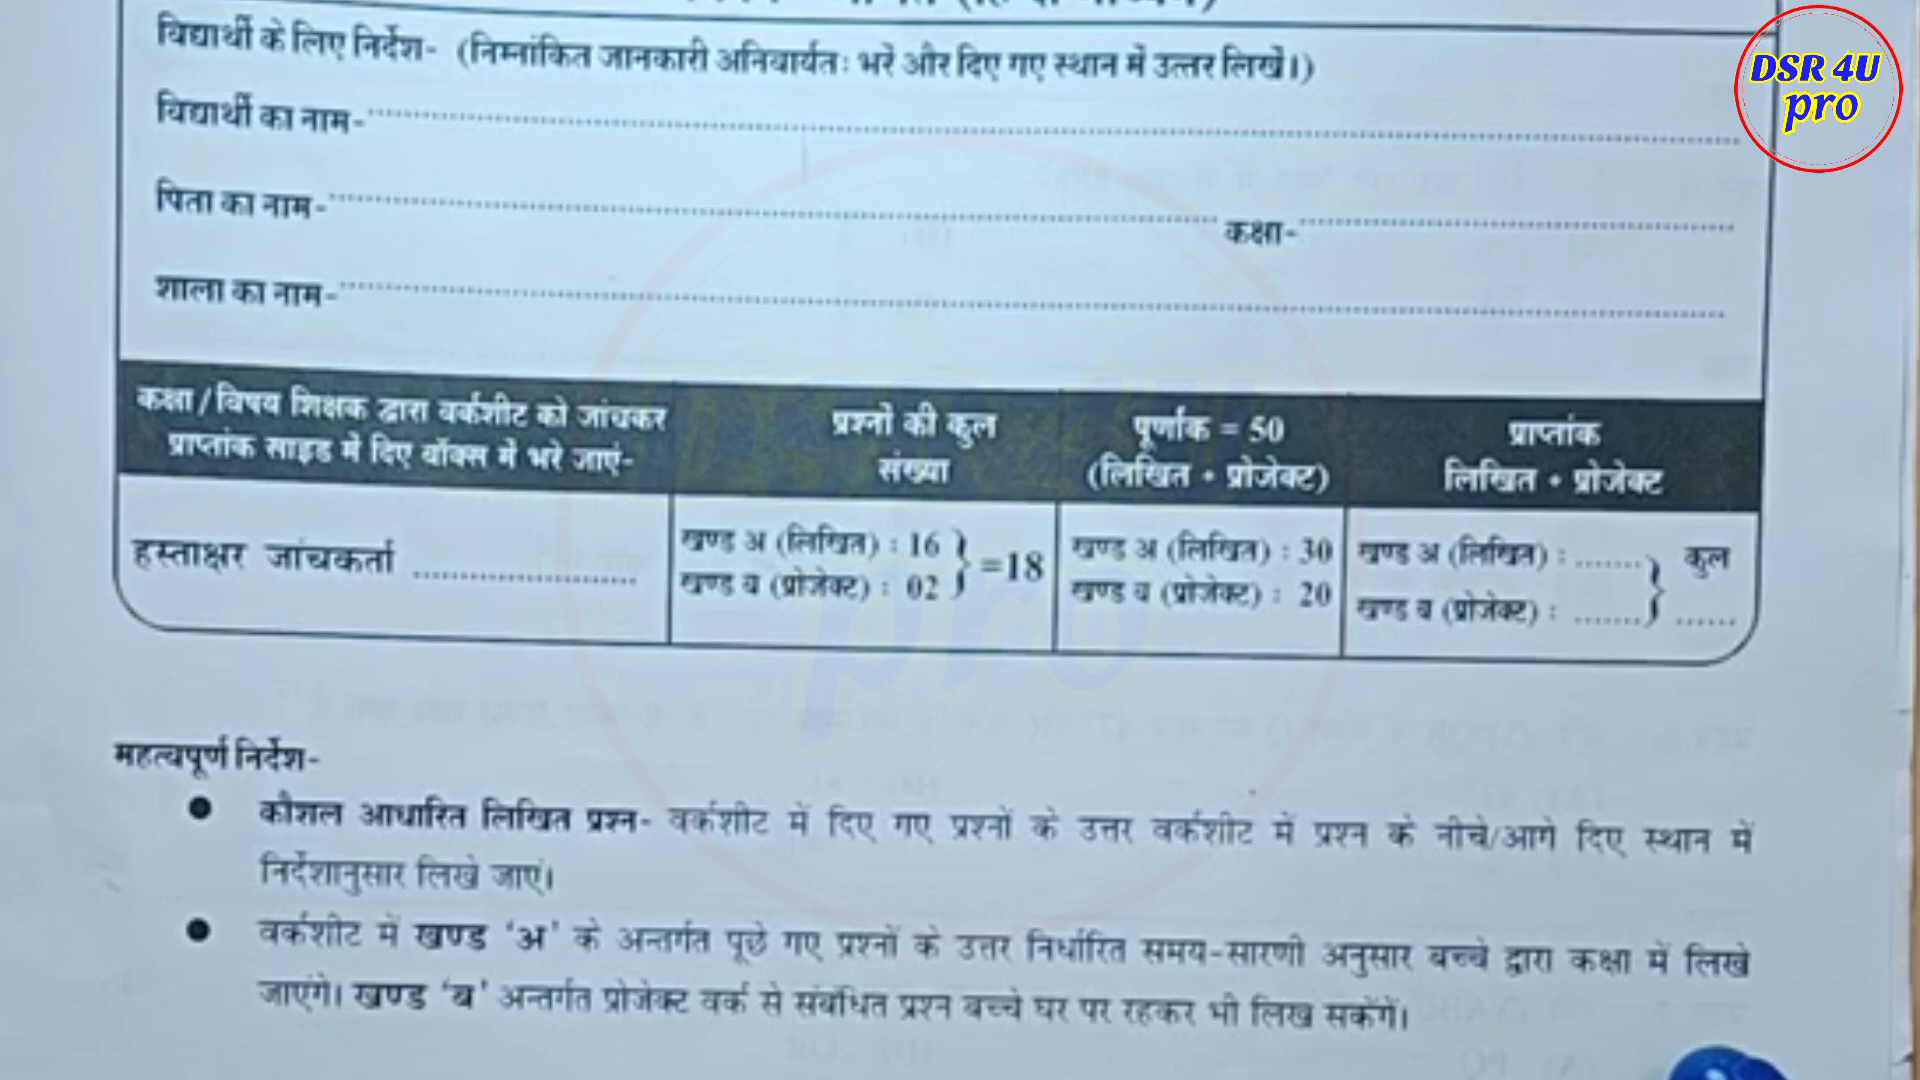 विद्यार्थी के लिए निर्देश- (निम्नांकित जानकारी अनिवार्यतः भरें और दिए गए स्थान में उत्तर लिखें।)
DSR 4U
pro
विद्यार्थी का नाम-
पिता का नाम- कक्षा-
शाला का नाम-
कक्षा/विषय शिक्षक द्वारा वर्कशीट को जांचकर
प्राप्तांक साइड में दिए बॉक्स में भरे जाएं-
प्रश्नों की कुल
संख्या
पूर्णांक = 50
(लिखित + प्रोजेक्ट)
प्राप्तांक
लिखित + प्रोजेक्ट
हस्ताक्षर जांचकर्ता ........................
खण्ड अ (लिखित) : 16
खण्ड ब (प्रोजेक्ट) : 02 } =18
खण्ड अ (लिखित) : 30
खण्ड ब (प्रोजेक्ट) : 20
खण्ड अ (लिखित) : ....... } कुल
खण्ड ब (प्रोजेक्ट) : ....... ......
महत्वपूर्ण निर्देश-
● कौशल आधारित लिखित प्रश्न- वर्कशीट में दिए गए प्रश्नों के उत्तर वर्कशीट में प्रश्न के नीचे/आगे दिए स्थान में
निर्देशानुसार लिखे जाएं।
● वर्कशीट में खण्ड ‘अ’ के अन्तर्गत पूछे गए प्रश्नों के उत्तर निर्धारित समय-सारणी अनुसार बच्चे द्वारा कक्षा में लिखे
जाएंगे। खण्ड ‘ब’ अन्तर्गत प्रोजेक्ट वर्क से संबंधित प्रश्न बच्चे घर पर रहकर भी लिख सकेंगें।